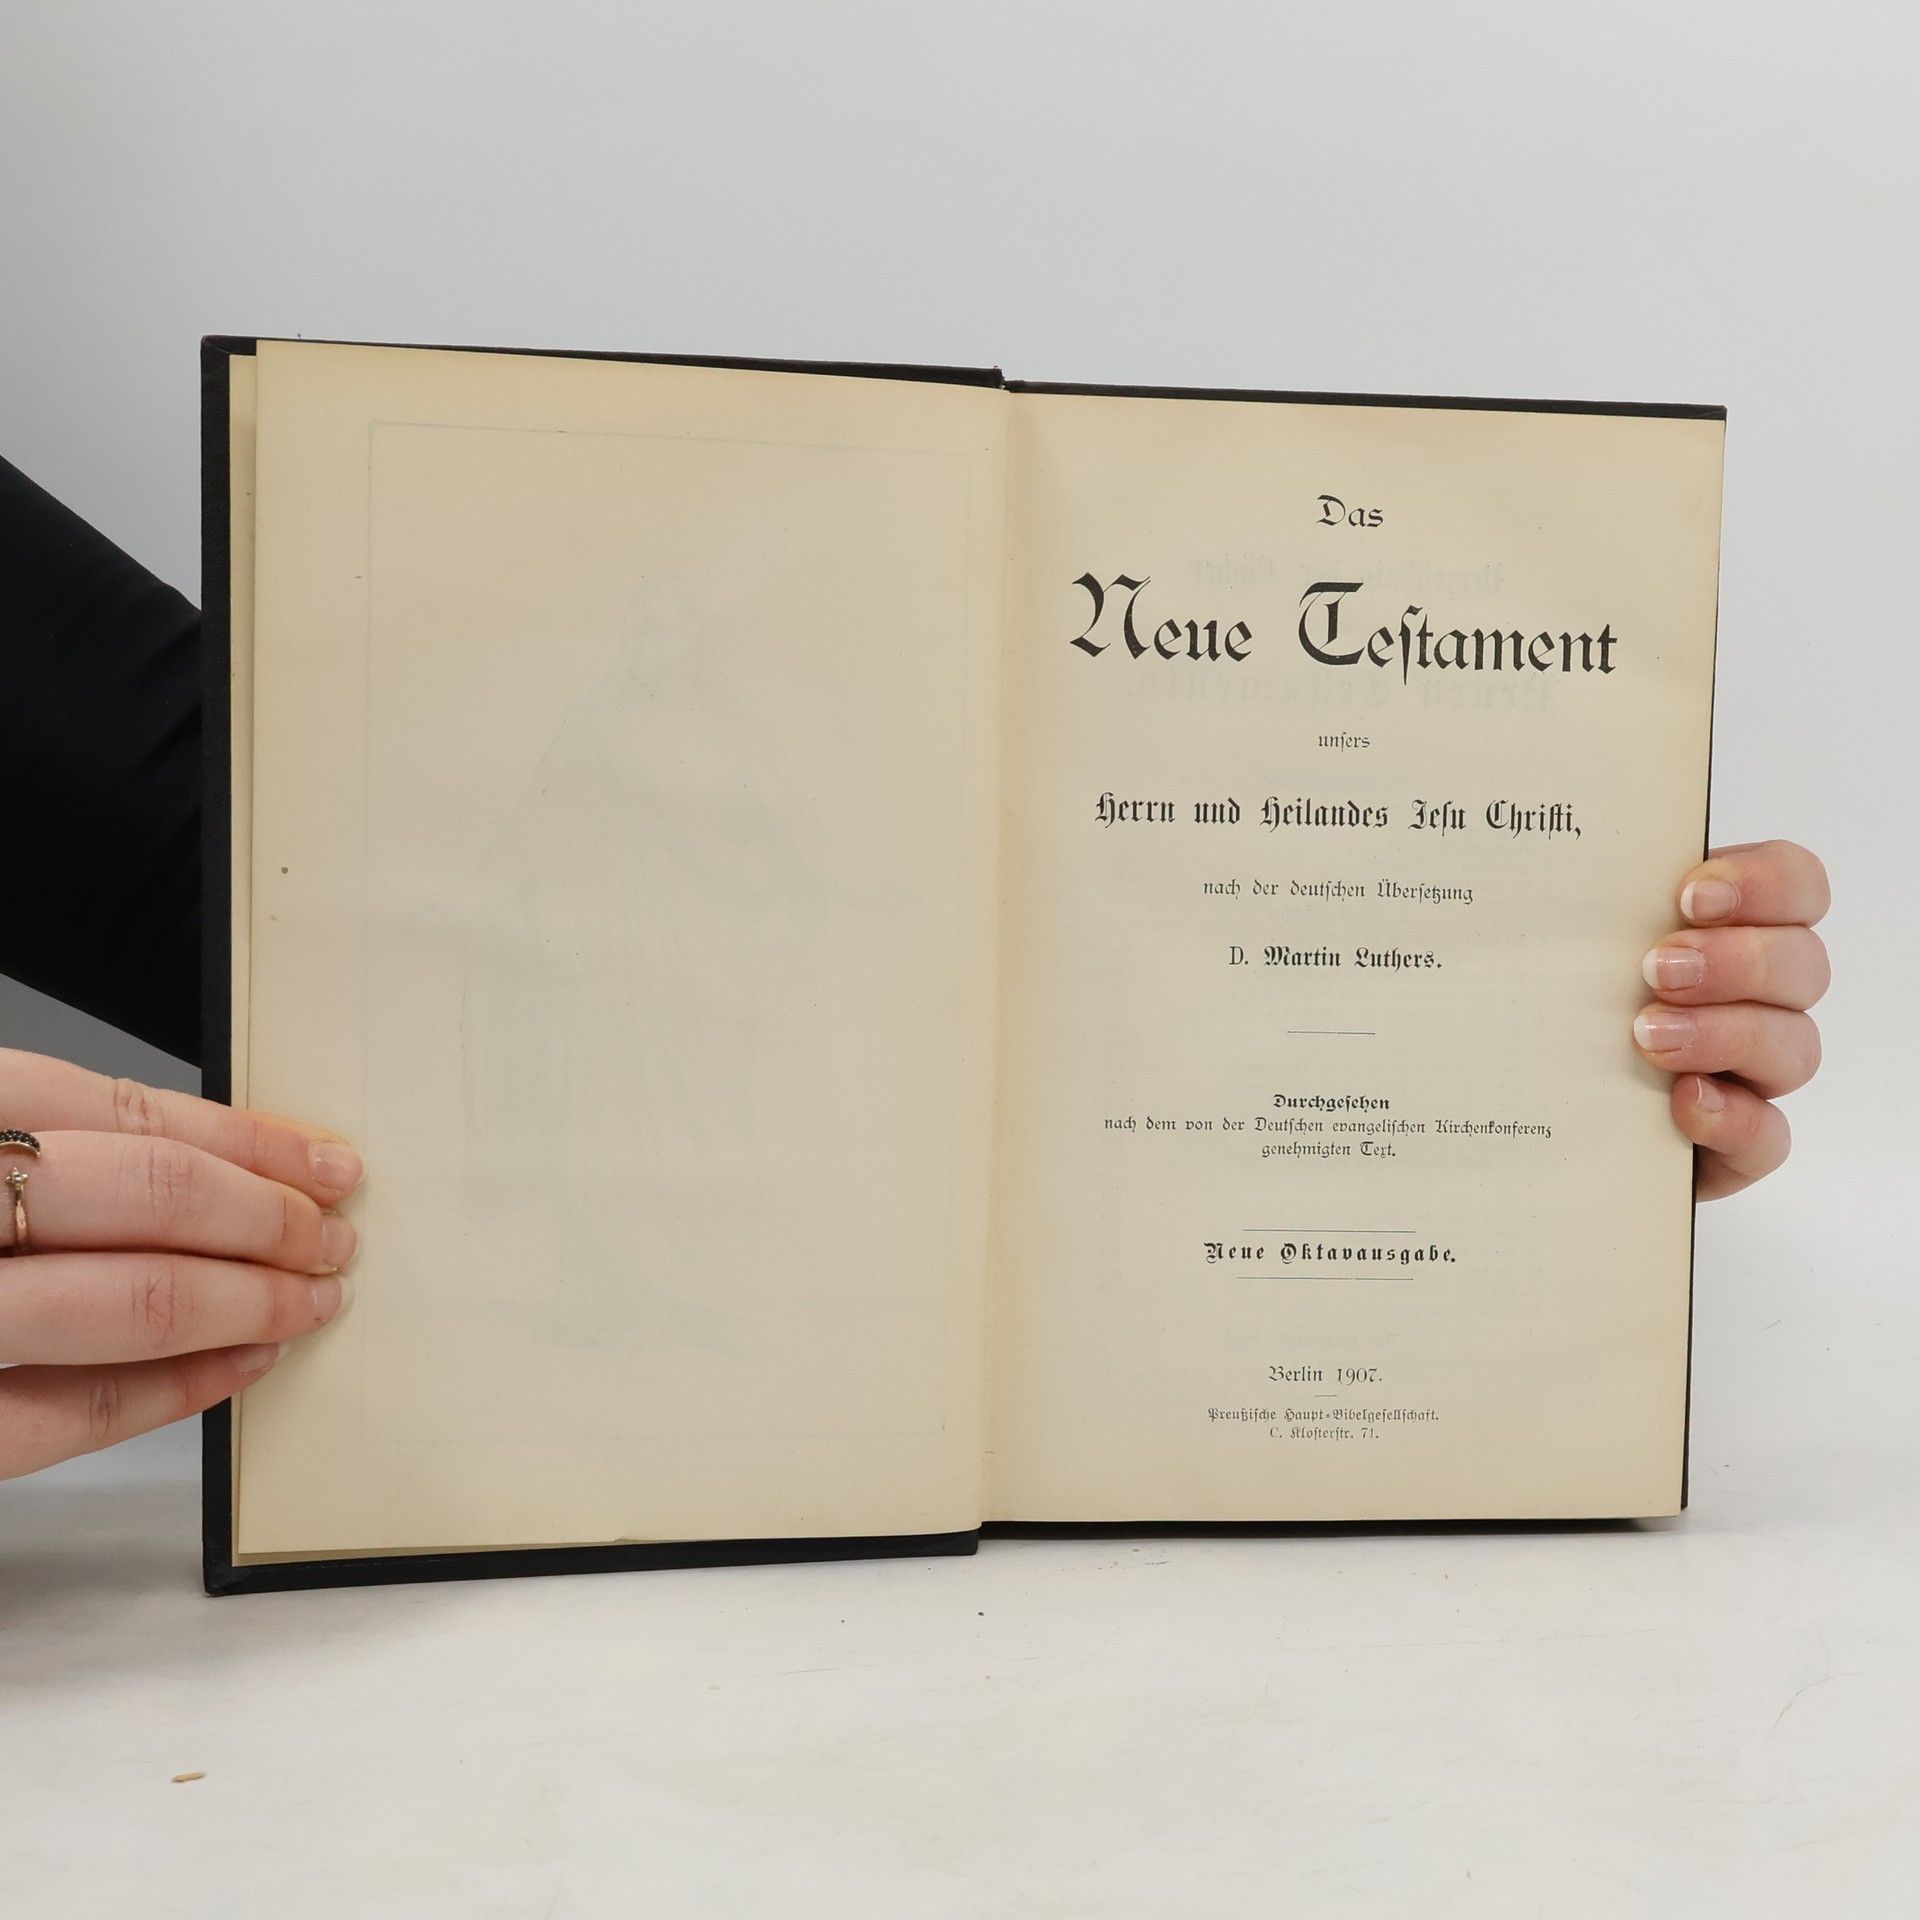 Das
Neue Teſtament
unſers
Herrn und Heilandes Jeſu Chriſti,
nach der deutſchen Überſetzung
D. Martin Luthers.
Durchgeſehen
nach dem von der Deutſchen evangeliſchen Kirchenkonferenz
genehmigten Text.
Neue Oktavausgabe.
Berlin 1907.
Preußiſche Haupt-Bibelgeſellſchaft.
C. Kloſterſtr. 71.